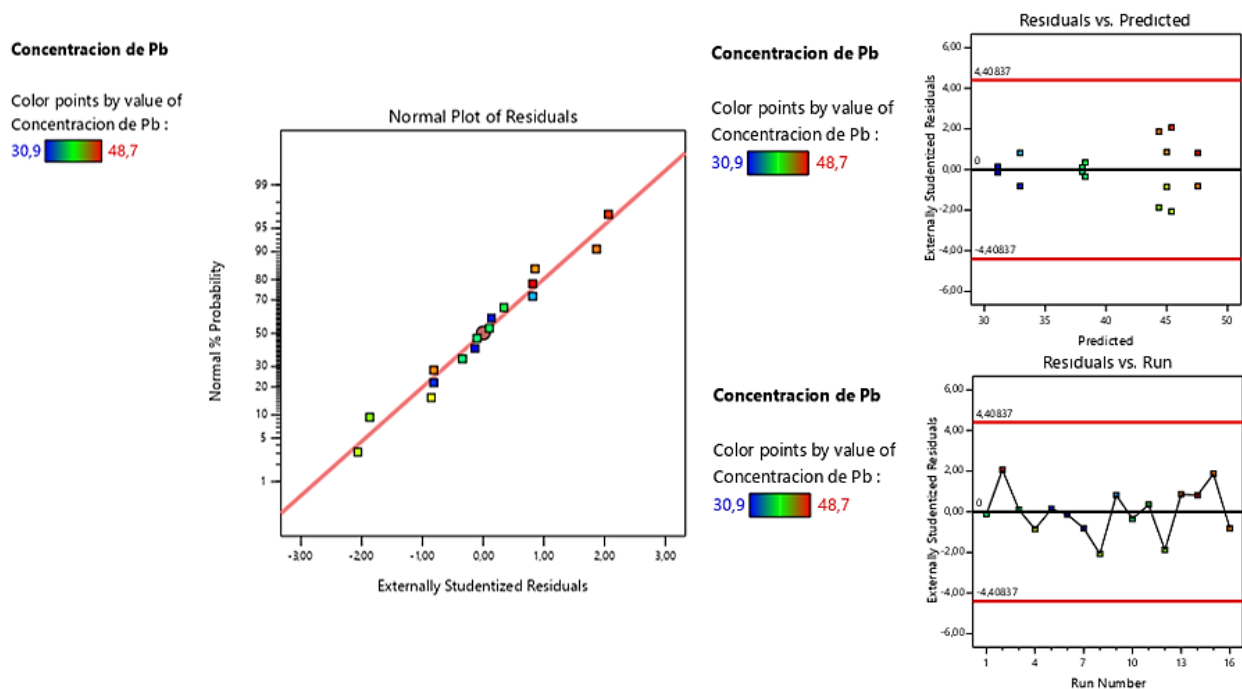 Concentracion de Pb
Color points by value of
Concentracion de Pb :
30,9 48,7
Normal Plot of Residuals
Normal % Probability
99
95
90
80
70
50
30
20
10
5
1
-3,00 -2,00 -1,00 0,00 1,00 2,00 3,00
Externally Studentized Residuals
Concentracion de Pb
Color points by value of
Concentracion de Pb :
30,9 48,7
Residuals vs. Predicted
Externally Studentized Residuals
6,00
4,40837
4,00
2,00
0
0,00
-2,00
-4,00
-4,40837
-6,00
30 35 40 45 50
Predicted
Concentracion de Pb
Color points by value of
Concentracion de Pb :
30,9 48,7
Residuals vs. Run
Externally Studentized Residuals
6,00
4,40837
4,00
2,00
0
0,00
-2,00
-4,00
-4,40837
-6,00
1 4 7 10 13 16
Run Number